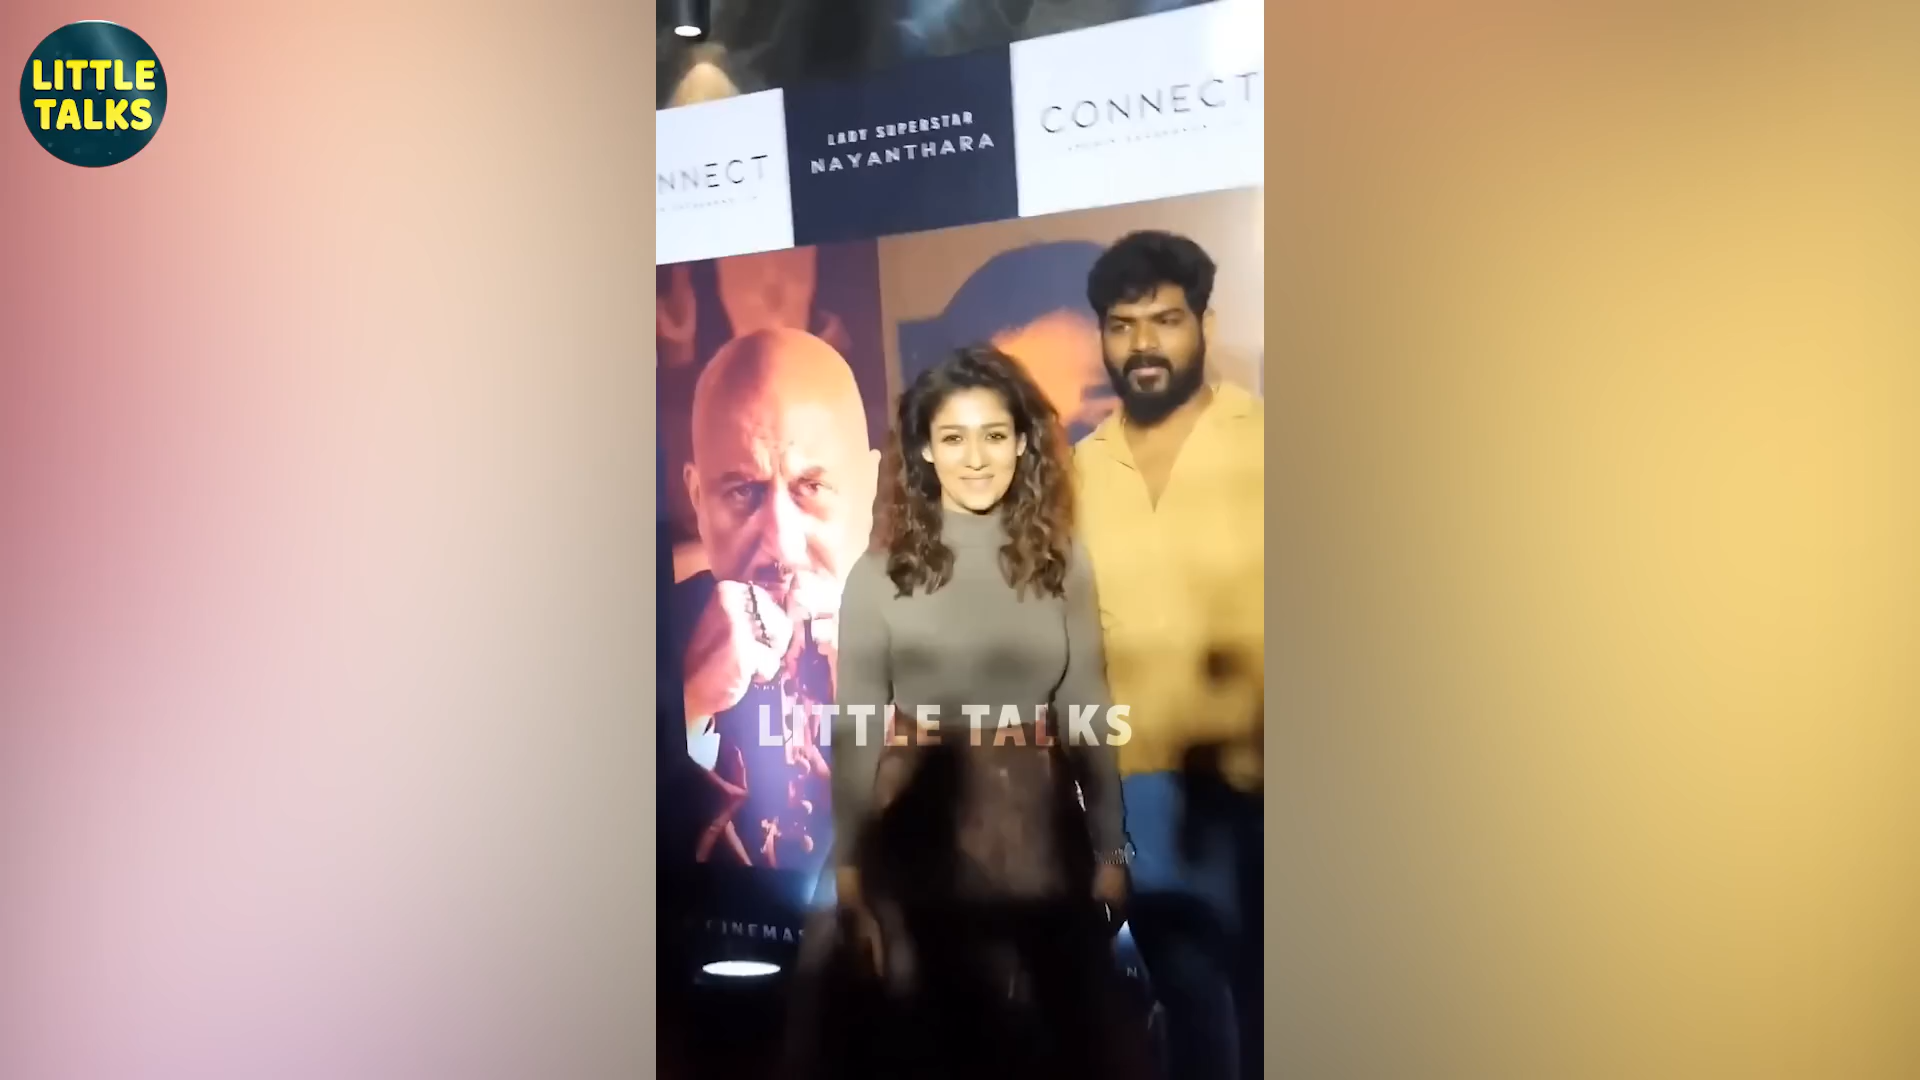 LITTLE
TALKS
LADY SUPERSTAR
NAYANTHARA
CONNECT
NNECT
LITTLE TALKS
CINEMAS
N